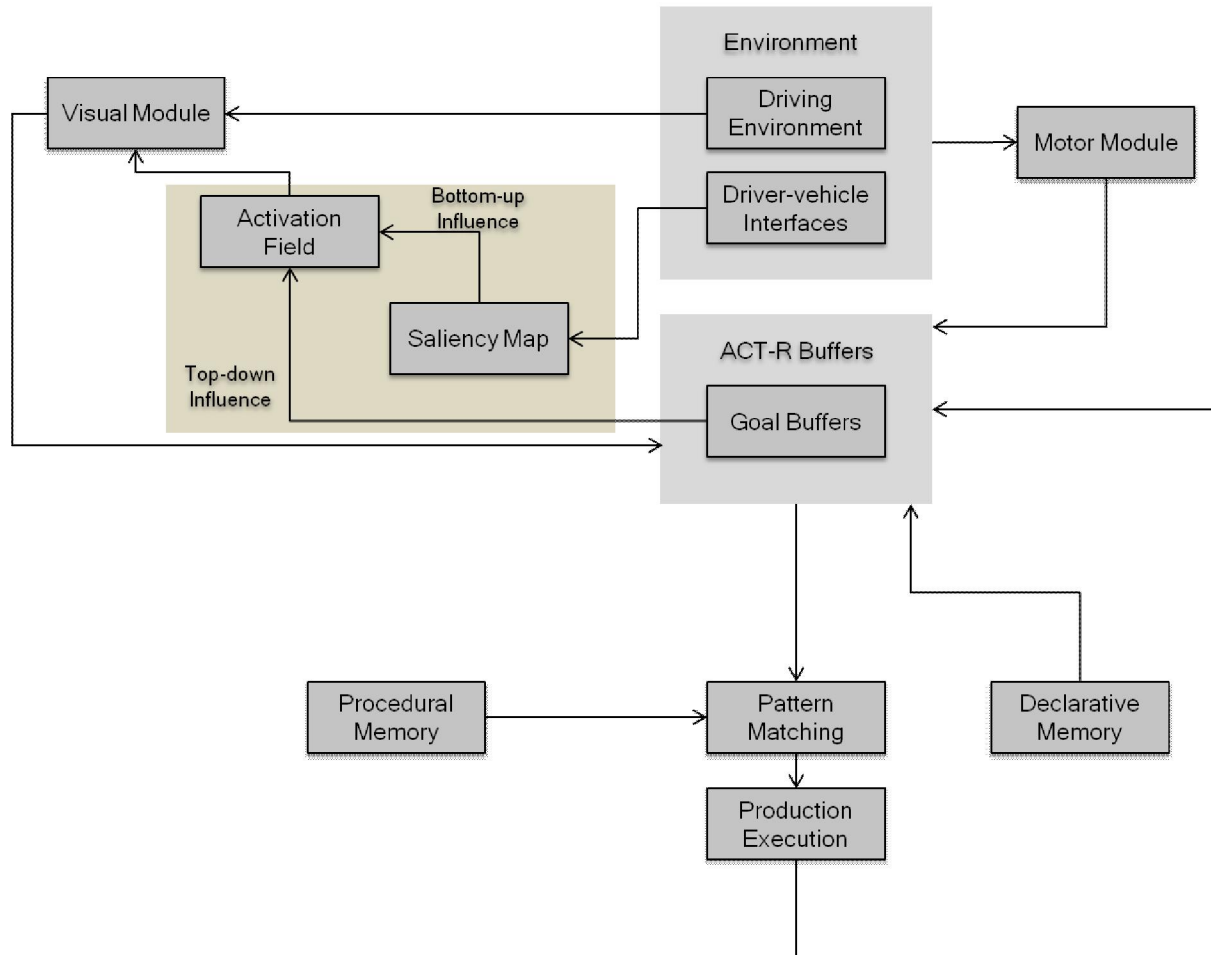 Environment
Driving
Environment
Visual Module
Motor Module
Driver-vehicle
Interfaces
Bottom-up
Influence
Activation
Field
Saliency Map
ACT-R Buffers
Top-down
Influence
Goal Buffers
Procedural
Memory
Pattern
Matching
Declarative
Memory
Production
Execution